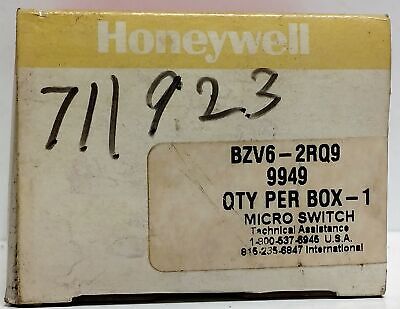 Honeywell
711923
BZV6-2RQ9
9949
QTY PER BOX-1
MICRO SWITCH
Technical Assistance
1-800-537-6945 U.S.A.
815-235-6847 International